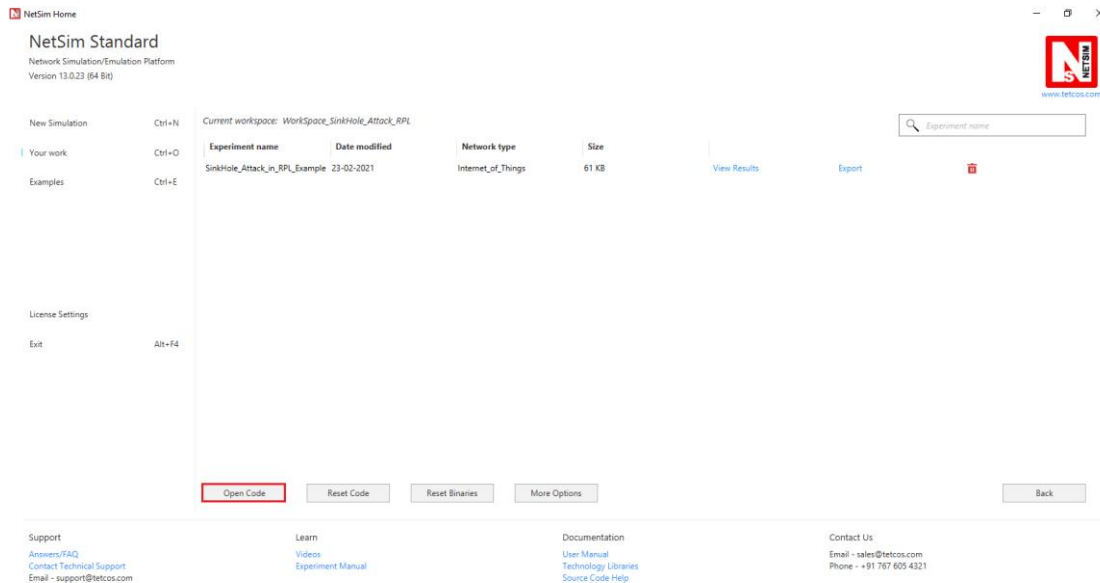 NetSim Home
NetSim Standard
Network Simulation/Emulation Platform
Version 13.0.23 (64 Bit)
NETSIM
www.tetcos.com
New Simulation Ctrl+N
Your work Ctrl+O
Examples Ctrl+E
License Settings
Exit Alt+F4
Current workspace: WorkSpace_SinkHole_Attack_RPL
Experiment name
Experiment name Date modified Network type Size
SinkHole_Attack_in_RPL_Example 23-02-2021 Internet_of_Things 61 KB View Results Export
Open Code Reset Code Reset Binaries More Options Back
Support Learn Documentation Contact Us
Answers/FAQ Videos User Manual Email - sales@tetcos.com
Contact Technical Support Experiment Manual Technology Libraries Phone - +91 767 605 4321
Email - support@tetcos.com Source Code Help